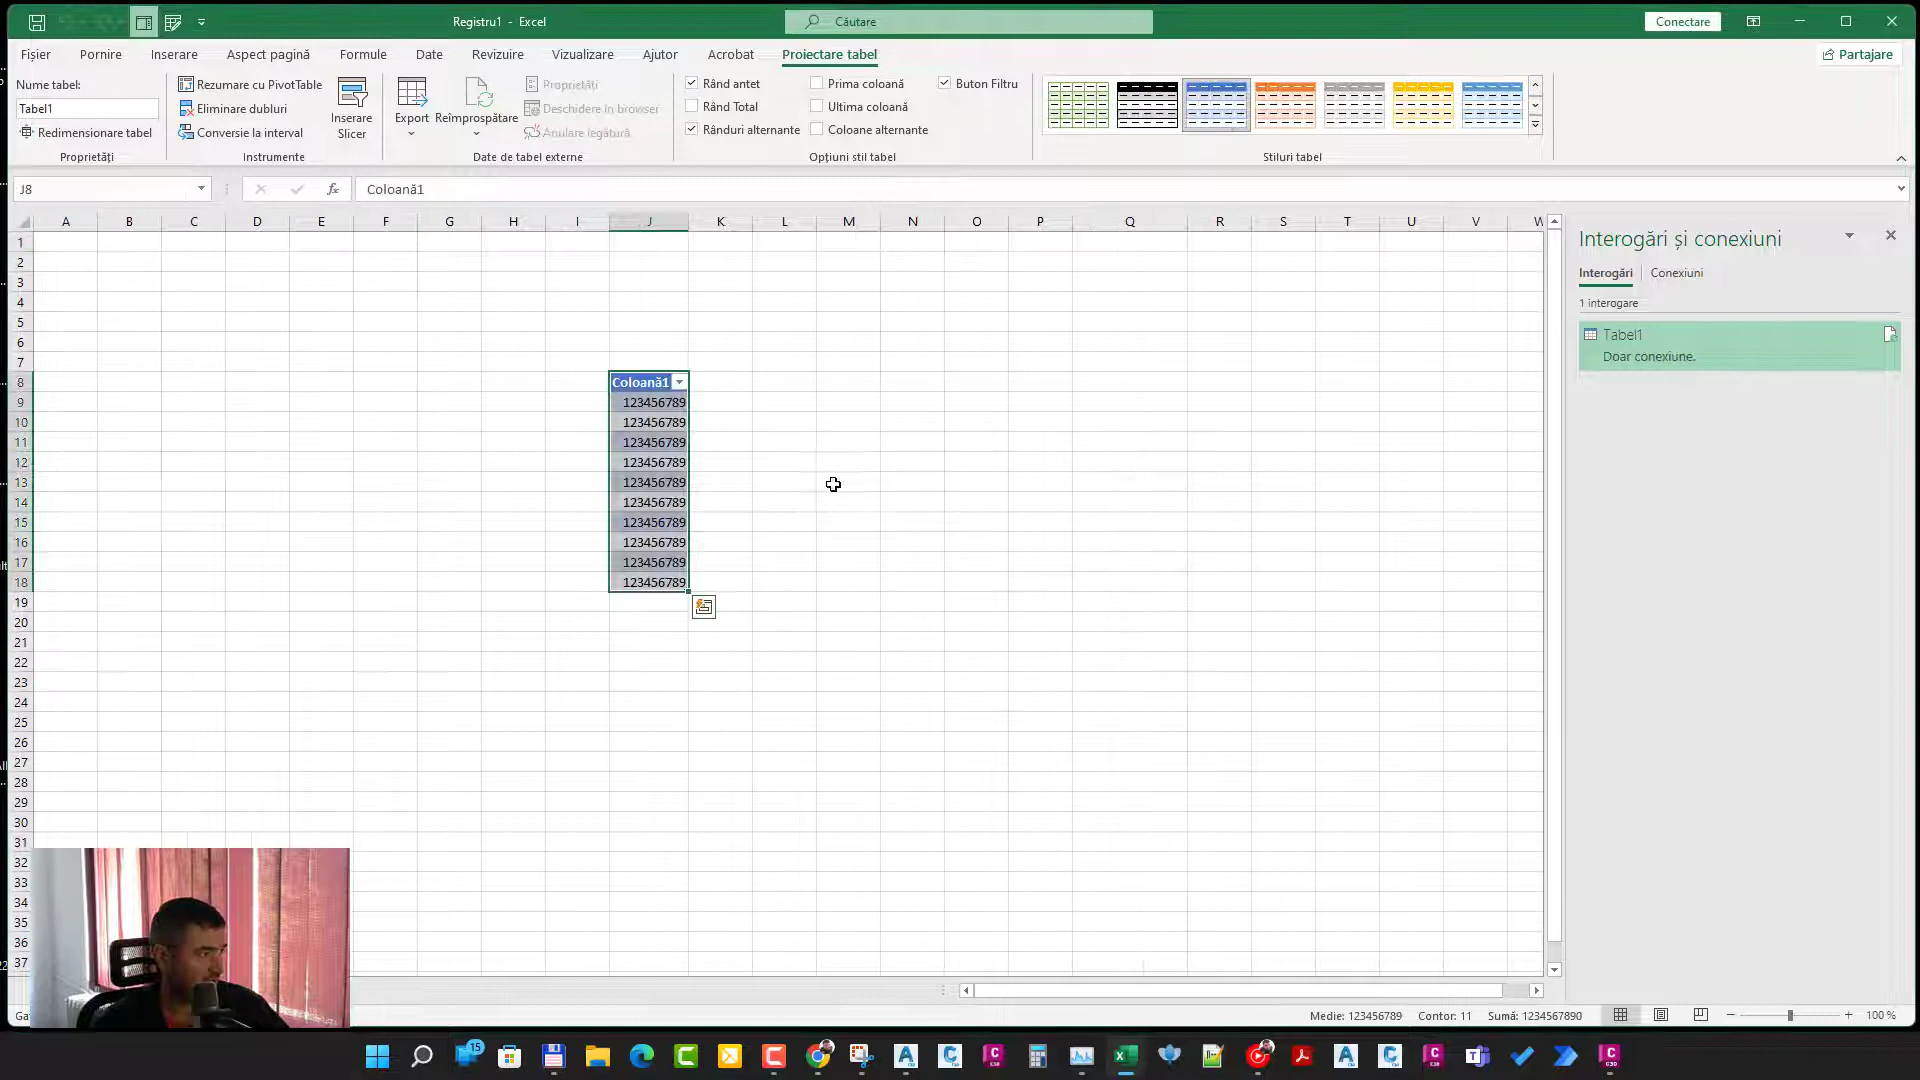 Registru1 - Excel
Căutare
Conectare
Fișier Pornire Inserare Aspect pagină Formule Date Revizuire Vizualizare Ajutor Acrobat Proiectare tabel
Partajare
Nume tabel:
Tabel1
Redimensionare tabel
Proprietăți
Rezumare cu PivotTable
Eliminare dubluri
Conversie la interval
Instrumente
Inserare
Slicer
Export
Reîmprospătare
Proprietăți
Deschidere în browser
Anulare legătură
Date de tabel externe
Rând antet
Rând Total
Rânduri alternante
Prima coloană
Ultima coloană
Coloane alternante
Buton Filtru
Opțiuni stil tabel
Stiluri tabel
J8
fx
Coloană1
A B C D E F G H I J K L M N O P Q R S T U V W
1
2
3
4
5
6
7
8 Coloană1
9 123456789
10 123456789
11 123456789
12 123456789
13 123456789
14 123456789
15 123456789
16 123456789
17 123456789
18 123456789
19
20
21
22
23
24
25
26
27
28
29
30
31
32
33
34
35
36
37
Interogări și conexiuni
Interogări Conexiuni
1 interogare
Tabel1
Doar conexiune.
Medie: 123456789 Contor: 11 Sumă: 1234567890
100 %
15